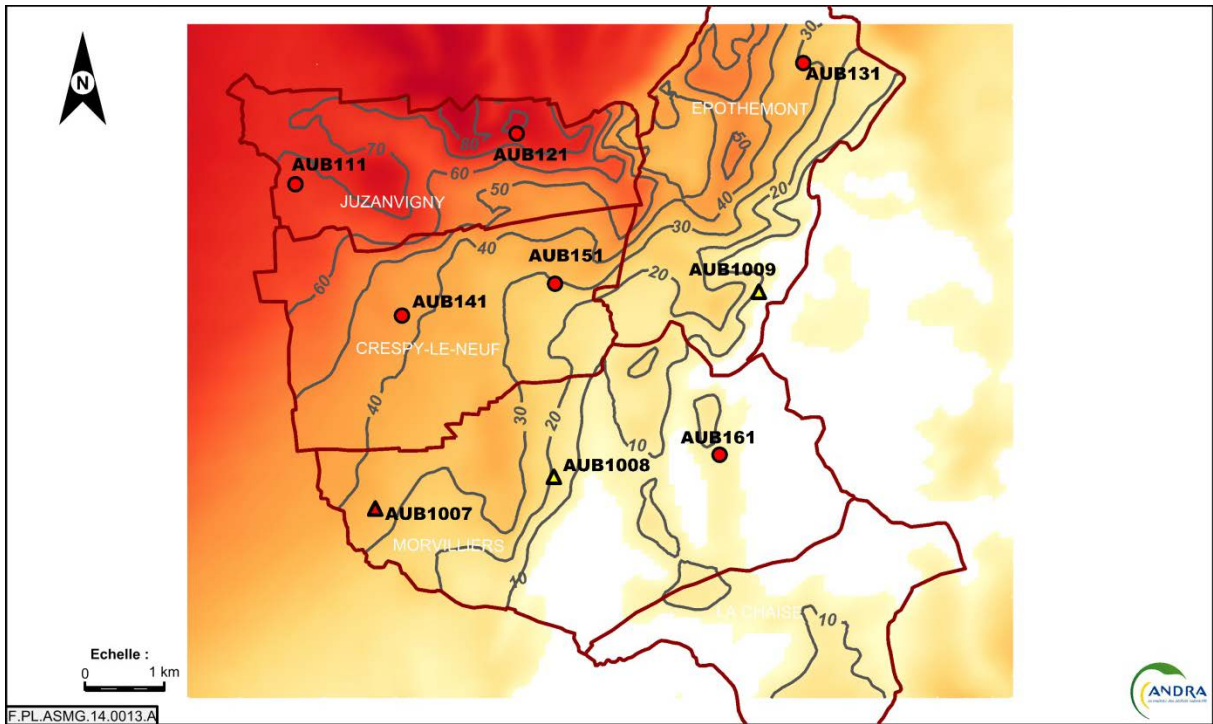 30
AUB131
N
EPOTHEMONT
80
AUB121
70
50
60
20
AUB111
50
40
JUZANVIGNY
30
40
AUB151
AUB1009
20
60
AUB141
CRESPY-LE-NEUF
40
30
20
AUB161
10
AUB1008
AUB1007
MORVILLIERS
10
LA CHAISE
10
Echelle :
0 1 km
ANDRA
F.PL.ASMG.14.0013.A